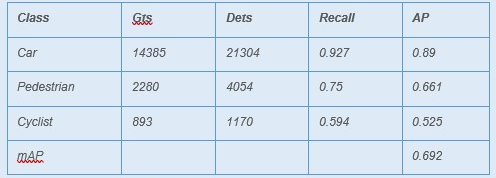 Class Gts Dets Recall AP
Car 14385 21304 0.927 0.89
Pedestrian 2280 4054 0.75 0.661
Cyclist 893 1170 0.594 0.525
mAP 0.692